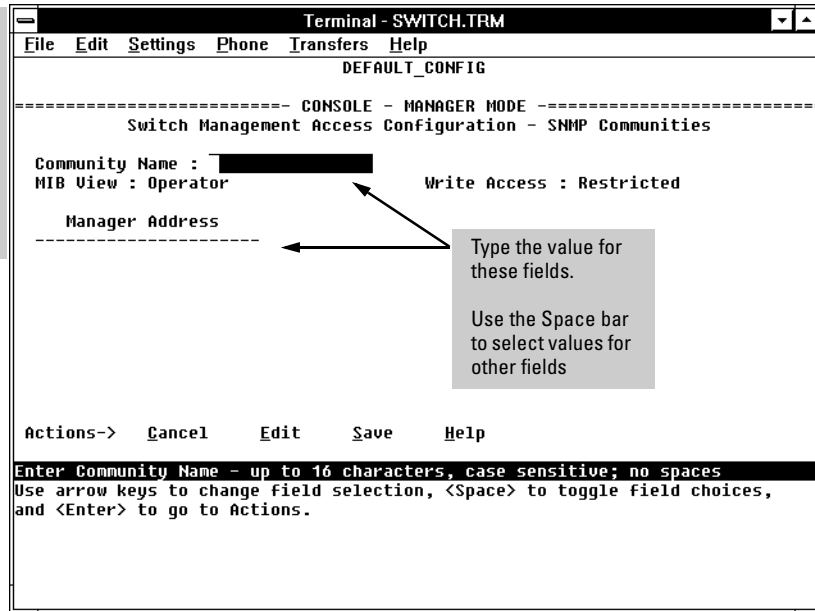 Terminal - SWITCH.TRM
File Edit Settings Phone Transfers Help
DEFAULT_CONFIG
===========================- CONSOLE - MANAGER MODE -===========================
Switch Management Access Configuration - SNMP Communities
Community Name :
MIB View : Operator Write Access : Restricted
Manager Address
----------------------
Type the value for
these fields.
Use the Space bar
to select values for
other fields
Actions-> Cancel Edit Save Help
Enter Community Name - up to 16 characters, case sensitive; no spaces
Use arrow keys to change field selection, <Space> to toggle field choices,
and <Enter> to go to Actions.